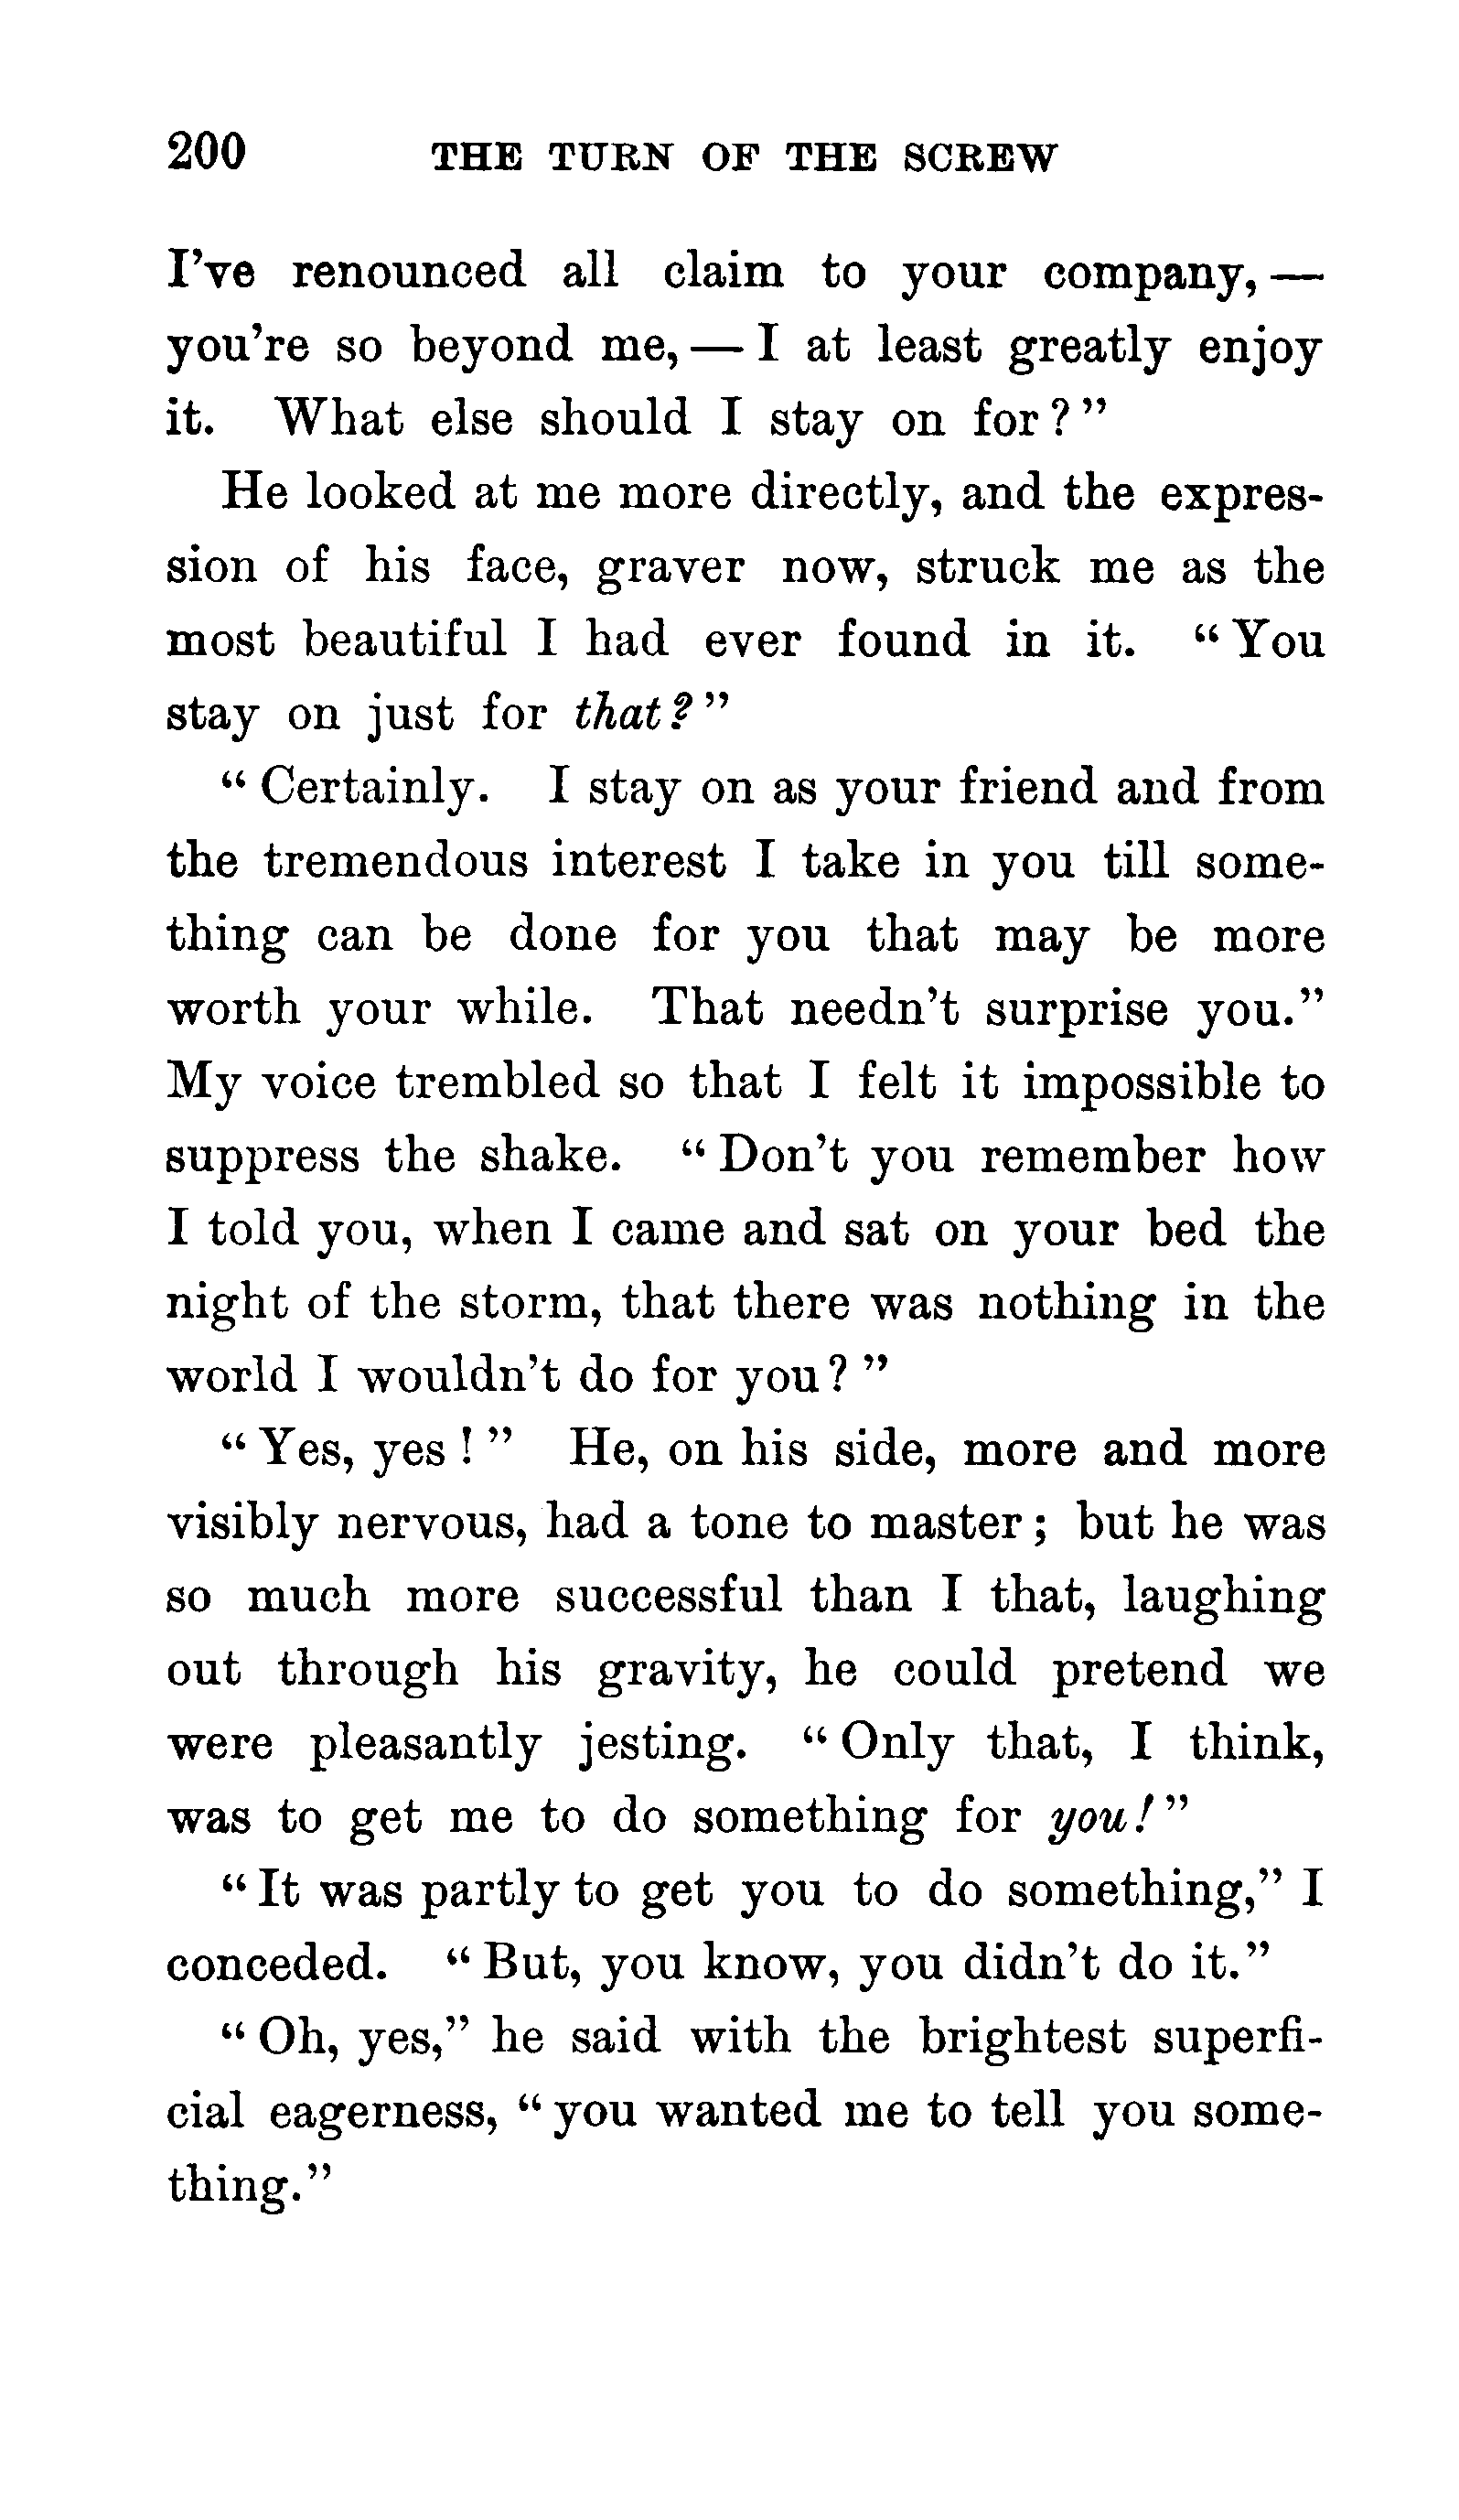 200 THE TURN OF THE SCREW
I've renounced all claim to your company, —
you're so beyond me, — I at least greatly enjoy
it. What else should I stay on for?"
He looked at me more directly, and the expres-
sion of his face, graver now, struck me as the
most beautiful I had ever found in it. "You
stay on just for that?"
"Certainly. I stay on as your friend and from
the tremendous interest I take in you till some-
thing can be done for you that may be more
worth your while. That needn't surprise you."
My voice trembled so that I felt it impossible to
suppress the shake. "Don't you remember how
I told you, when I came and sat on your bed the
night of the storm, that there was nothing in the
world I wouldn't do for you?"
"Yes, yes!" He, on his side, more and more
visibly nervous, had a tone to master; but he was
so much more successful than I that, laughing
out through his gravity, he could pretend we
were pleasantly jesting. "Only that, I think,
was to get me to do something for you!"
"It was partly to get you to do something," I
conceded. "But, you know, you didn't do it."
"Oh, yes," he said with the brightest superfi-
cial eagerness, "you wanted me to tell you some-
thing."